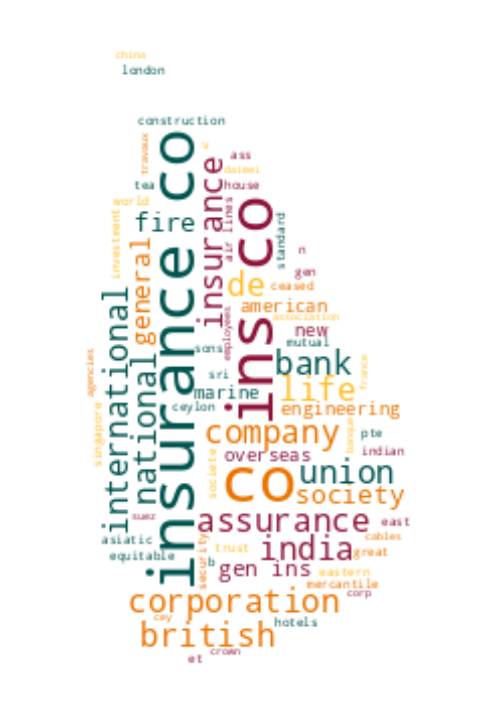 china
london
construction
insurance co
travaux
v
ass
daimei
tea
house
world
insurance
ins co
fire
air lines
standard
investment
general
n
gen
de
ceased
american
association
international
new
employees
mutual
national
sons
bank
agencies
sri
life
france
marine
singapore
ceylon
engineering
company
banque
pte
overseas
indian
societe
co
union
society
suez
assurance
east
asiatic
cables
india
trust
great
equitable
b
security
gen ins
eastern
mercantile
corp
corporation
cey
hotels
british
crown
et